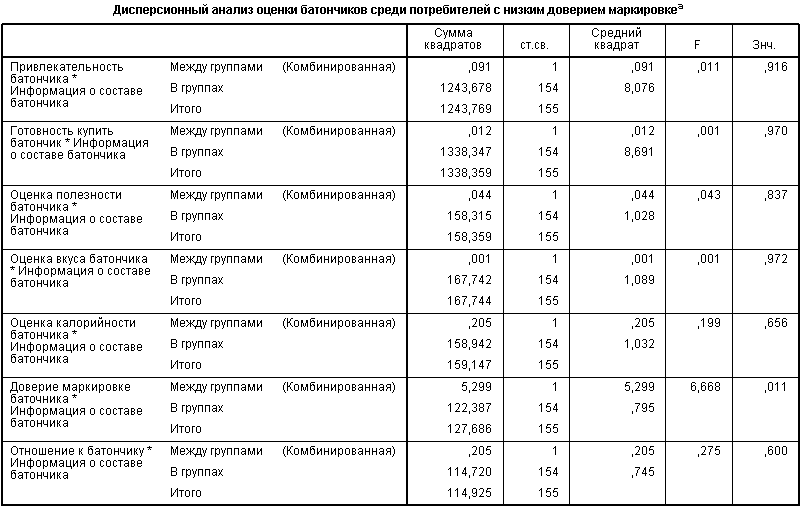 Дисперсионный анализ оценки батончиков среди потребителей с низким доверием маркировке^a
Сумма квадратов ст.св. Средний квадрат F Знч.
Привлекательность батончика * Информация о составе батончика
Между группами (Комбинированная) ,091 1 ,091 ,011 ,916
В группах 1243,678 154 8,076
Итого 1243,769 155
Готовность купить батончик * Информация о составе батончика
Между группами (Комбинированная) ,012 1 ,012 ,001 ,970
В группах 1338,347 154 8,691
Итого 1338,359 155
Оценка полезности батончика * Информация о составе батончика
Между группами (Комбинированная) ,044 1 ,044 ,043 ,837
В группах 158,315 154 1,028
Итого 158,359 155
Оценка вкуса батончика * Информация о составе батончика
Между группами (Комбинированная) ,001 1 ,001 ,001 ,972
В группах 167,742 154 1,089
Итого 167,744 155
Оценка калорийности батончика * Информация о составе батончика
Между группами (Комбинированная) ,205 1 ,205 ,199 ,656
В группах 158,942 154 1,032
Итого 159,147 155
Доверие маркировке баточника * Информация о составе батончика
Между группами (Комбинированная) 5,299 1 5,299 6,668 ,011
В группах 122,387 154 ,795
Итого 127,686 155
Отношение к батончику * Информация о составе батончика
Между группами (Комбинированная) ,205 1 ,205 ,275 ,600
В группах 114,720 154 ,745
Итого 114,925 155